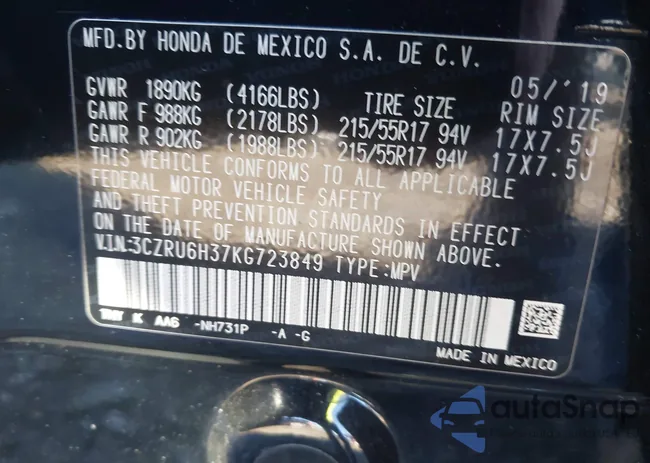 MFD.BY HONDA DE MEXICO S.A. DE C.V.
05/'19
GVWR 1890KG (4166LBS) TIRE SIZE RIM SIZE
GAWR F 988KG (2178LBS) 215/55R17 94V 17X7.5J
GAWR R 902KG (1988LBS) 215/55R17 94V 17X7.5J
THIS VEHICLE CONFORMS TO ALL APPLICABLE
FEDERAL MOTOR VEHICLE SAFETY
AND THEFT PREVENTION STANDARDS IN EFFECT
ON THE DATE OF MANUFACTURE SHOWN ABOVE.
V.I.N:3CZRU6H37KG723849 TYPE:MPV
K AAG -NH731P -A -G
MADE IN MEXICO
autoSnap